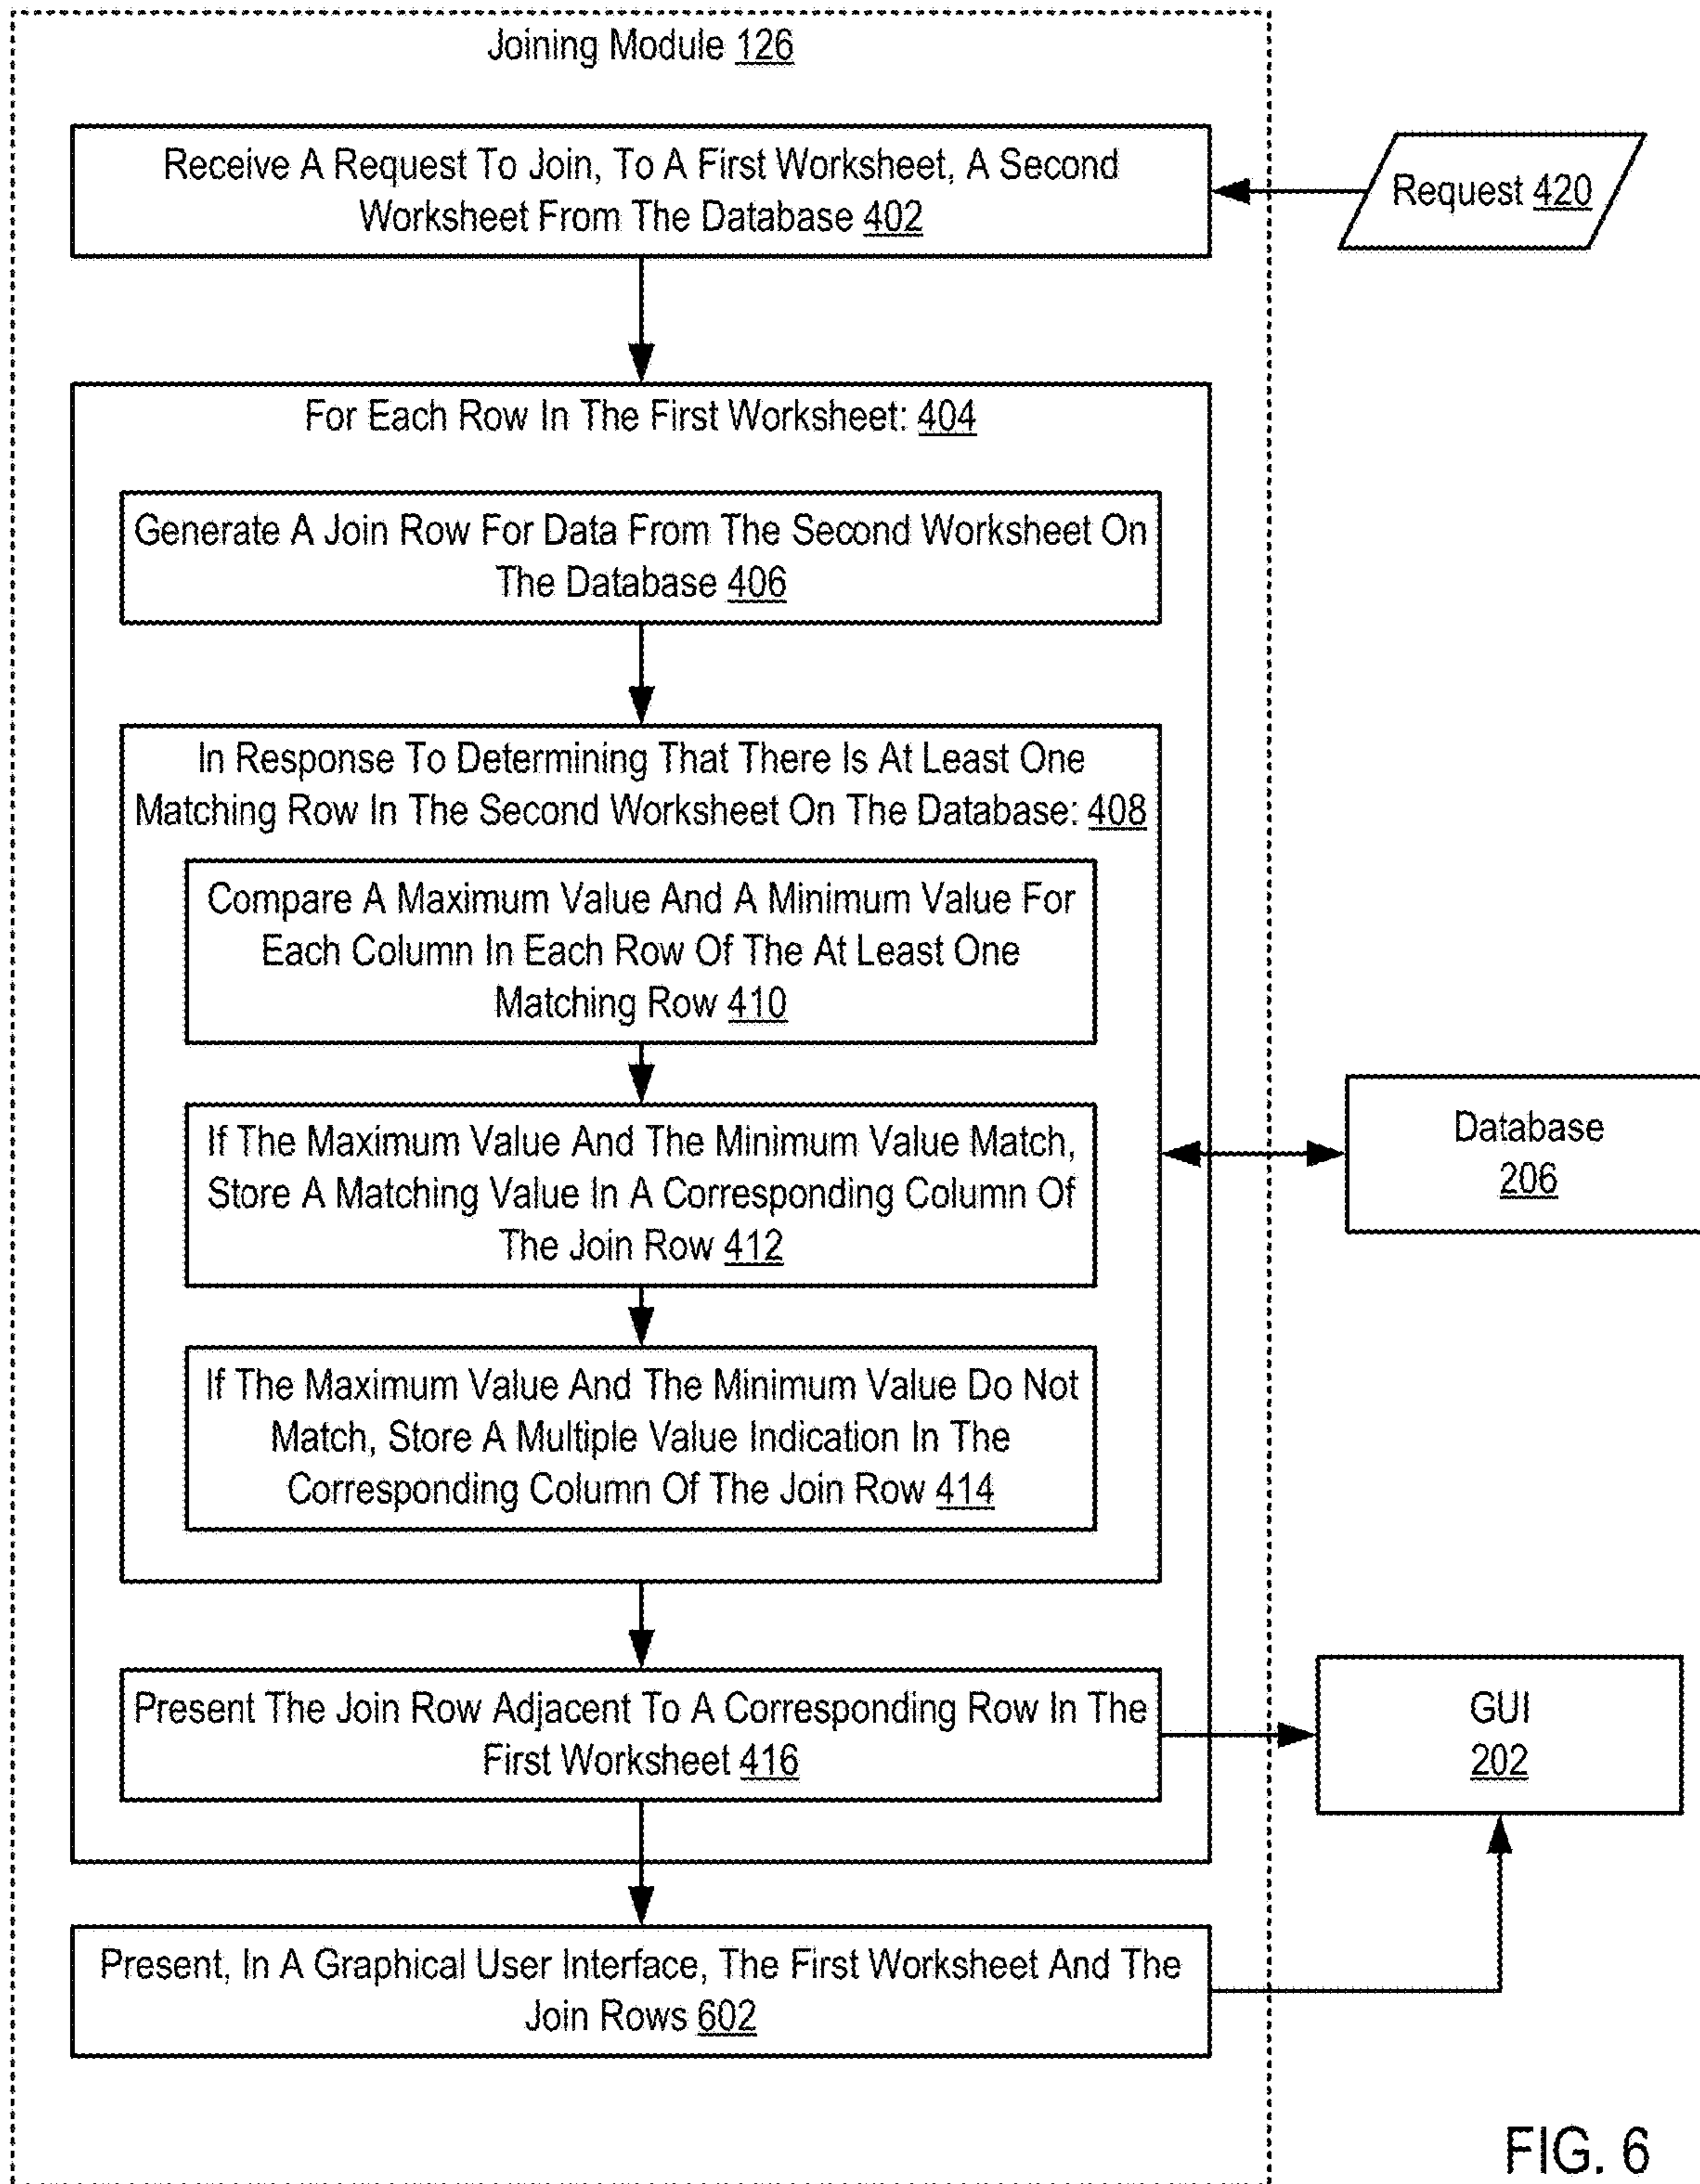 Joining Module 126
Receive A Request To Join, To A First Worksheet, A Second
Worksheet From The Database 402
Request 420
For Each Row In The First Worksheet: 404
Generate A Join Row For Data From The Second Worksheet On
The Database 406
In Response To Determining That There Is At Least One
Matching Row In The Second Worksheet On The Database: 408
Compare A Maximum Value And A Minimum Value For
Each Column In Each Row Of The At Least One
Matching Row 410
If The Maximum Value And The Minimum Value Match,
Store A Matching Value In A Corresponding Column Of
The Join Row 412
Database
206
If The Maximum Value And The Minimum Value Do Not
Match, Store A Multiple Value Indication In The
Corresponding Column Of The Join Row 414
Present The Join Row Adjacent To A Corresponding Row In The
First Worksheet 416
GUI
202
Present, In A Graphical User Interface, The First Worksheet And The
Join Rows 602
FIG. 6